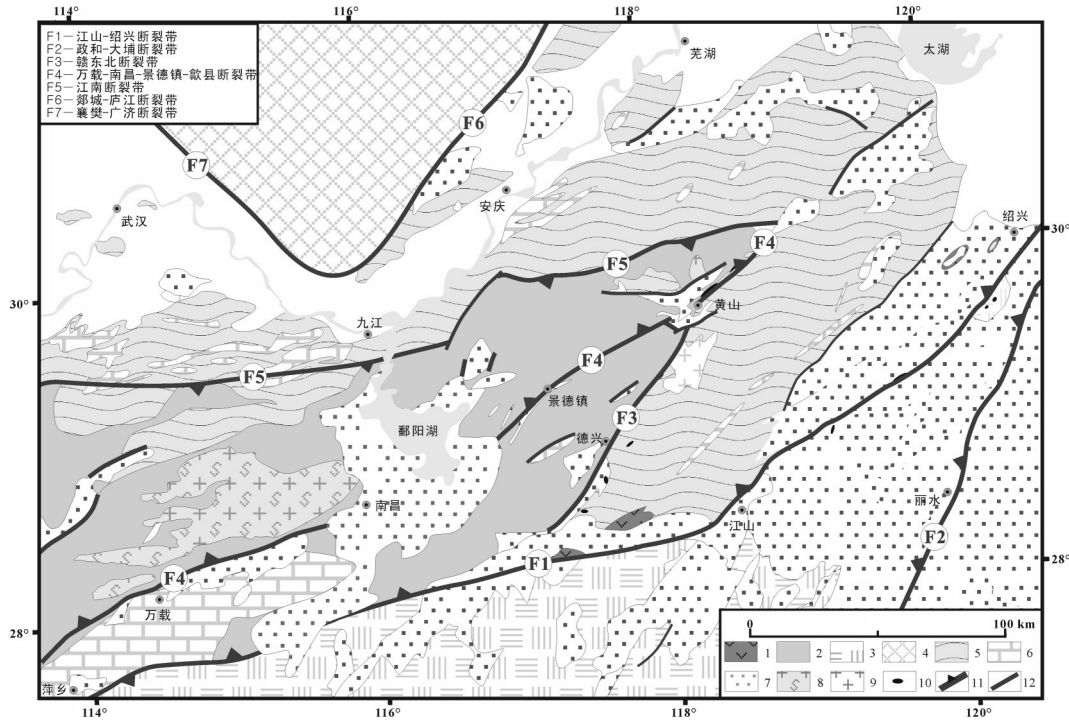 114°
116°
118°
120°
F1—江山-绍兴断裂带
F2—政和-大埔断裂带
F3—赣东北断裂带
F4—万载-南昌-景德镇-歙县断裂带
F5—江南断裂带
F6—郯城-庐江断裂带
F7—襄樊-广济断裂带
芜湖
太湖
F6
F7
安庆
武汉
绍兴
30°
F4
F5
30°
黄山
九江
F4
F5
景德镇
F3
鄱阳湖
德兴
南昌
丽水
江山
F2
F1
28°
F4
万载
28°
0
100 km
1
2
3
4
5
6
7
8
9
10
11
12
萍乡
114°
116°
118°
120°